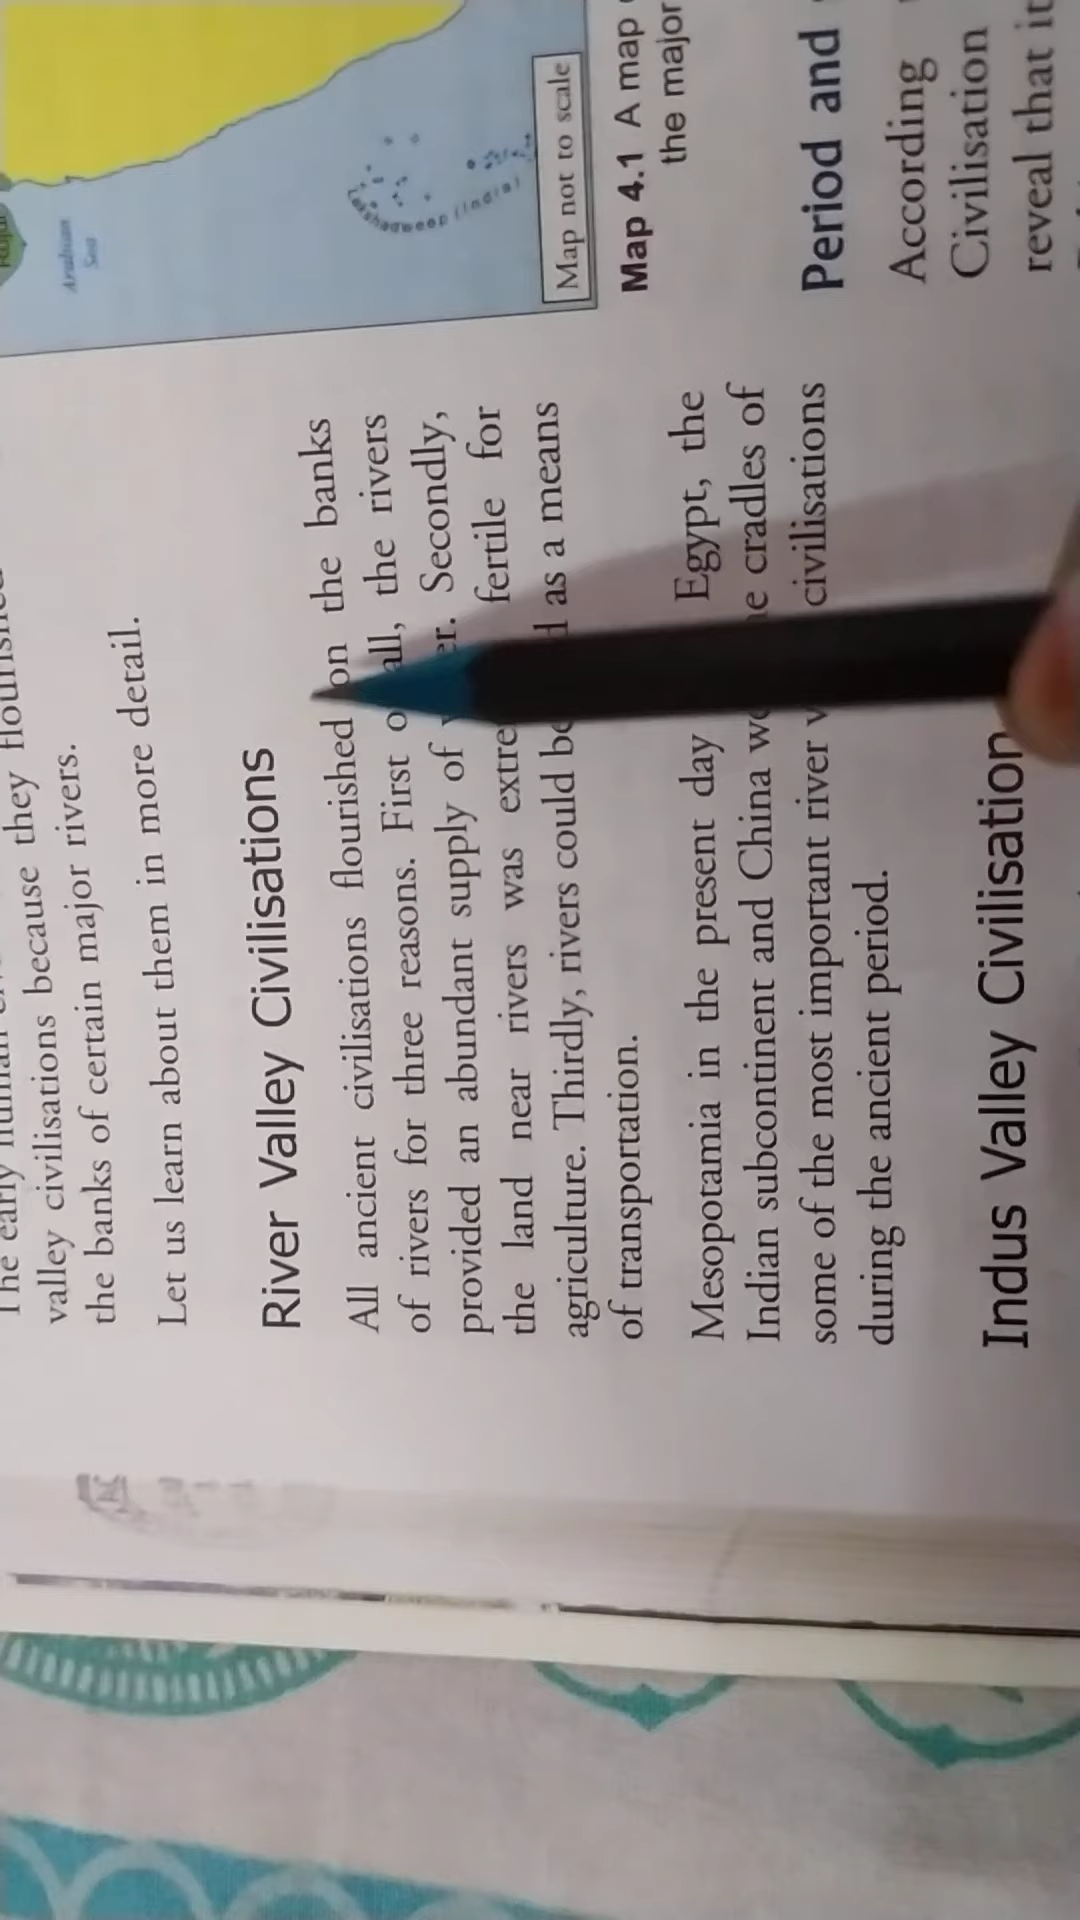 valley civilisations because they
the banks of certain major rivers.
Let us learn about them in more detail.
River Valley Civilisations
All ancient civilisations flourished on the banks
of rivers for three reasons. First all, the rivers
provided an abundant supply of Secondly,
the land near rivers was fertile for
agriculture. Thirdly, rivers could as a means
of transportation.
Mesopotamia in the present day Egypt, the
Indian subcontinent and China cradles of
some of the most important river civilisations
during the ancient period.
Indus Valley Civilisation
Arabian
Sea
Lakshadweep (India)
Map not to scale
Map 4.1 A map
the major
Period and
According
Civilisation
reveal that it